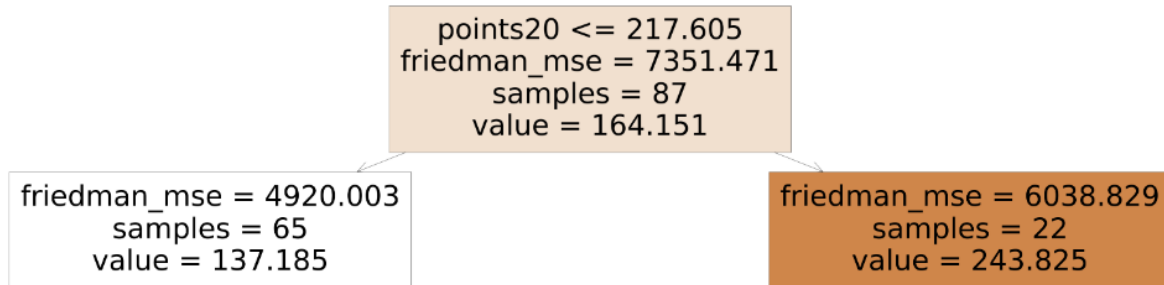 points20 <= 217.605
friedman_mse = 7351.471
samples = 87
value = 164.151
friedman_mse = 4920.003
samples = 65
value = 137.185
friedman_mse = 6038.829
samples = 22
value = 243.825